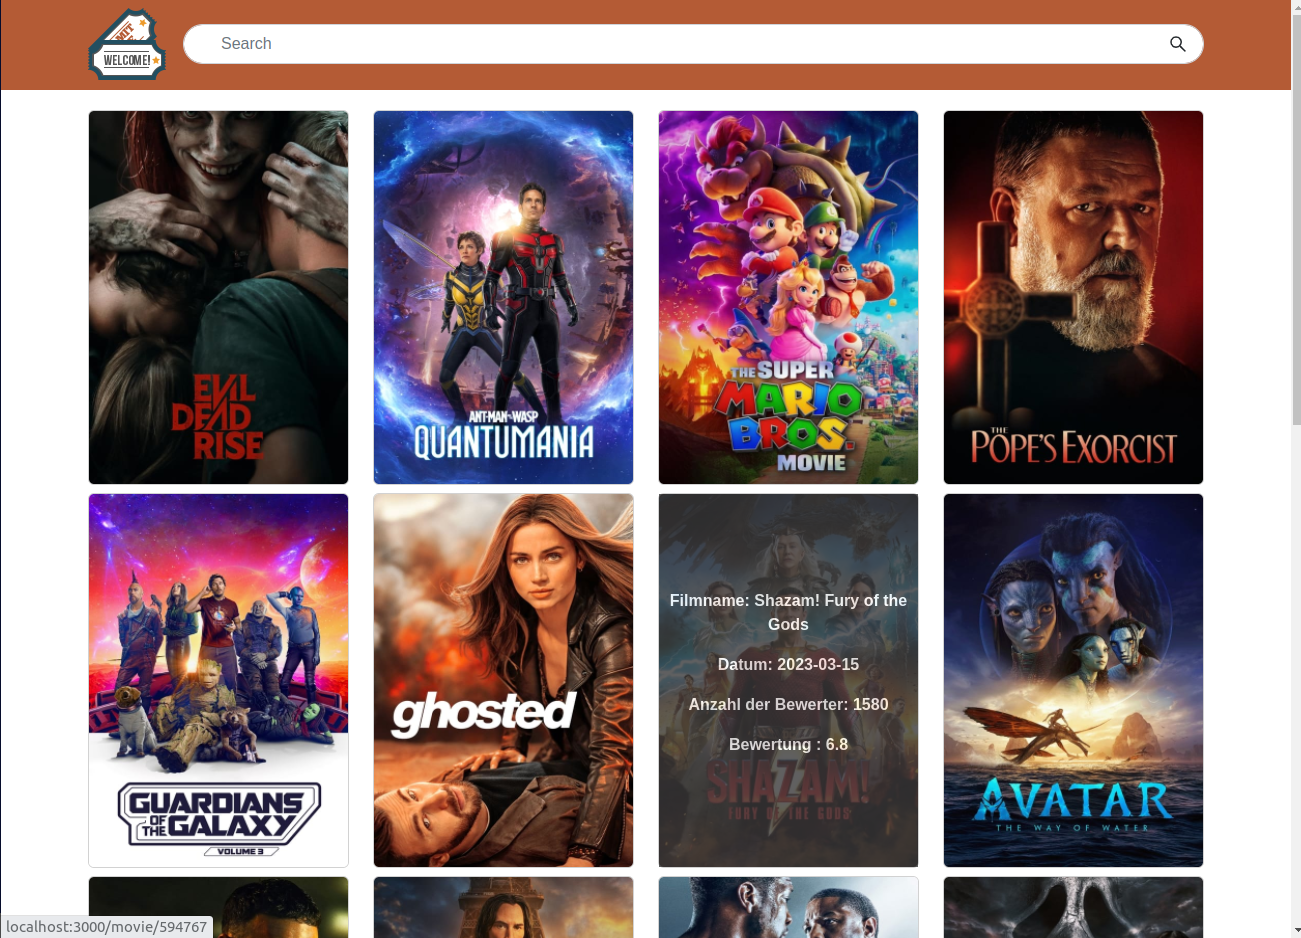 WELCOME!
Search
EVIL
DEAD
RISE
ANT-MAN AND THE WASP
QUANTUMANIA
THE SUPER
MARIO
BROS.
MOVIE
THE
POPE'S EXORCIST
GUARDIANS
OF THE GALAXY
VOLUME 3
ghosted
Filmname: Shazam! Fury of the
Gods
Datum: 2023-03-15
Anzahl der Bewerter: 1580
Bewertung : 6.8
SHAZAM!
FURY OF THE GODS
AVATAR
THE WAY OF WATER
localhost:3000/movie/594767